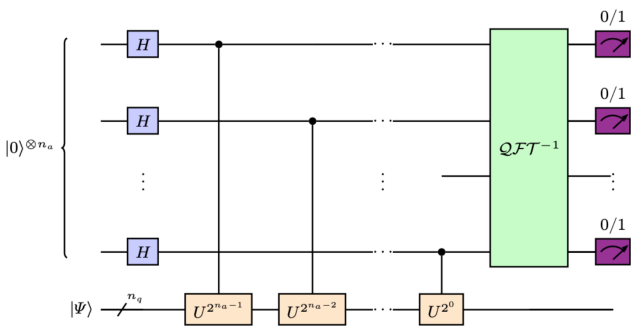 0/1
H
· · ·
0/1
H
· · ·
|0⟩^{⊗n_a}
QFT^{−1}
⋮ ⋮ ⋮
0/1
H
· · ·
|Ψ⟩ n_q U^{2^{n_a−1}} U^{2^{n_a−2}} · · · U^{2^0}